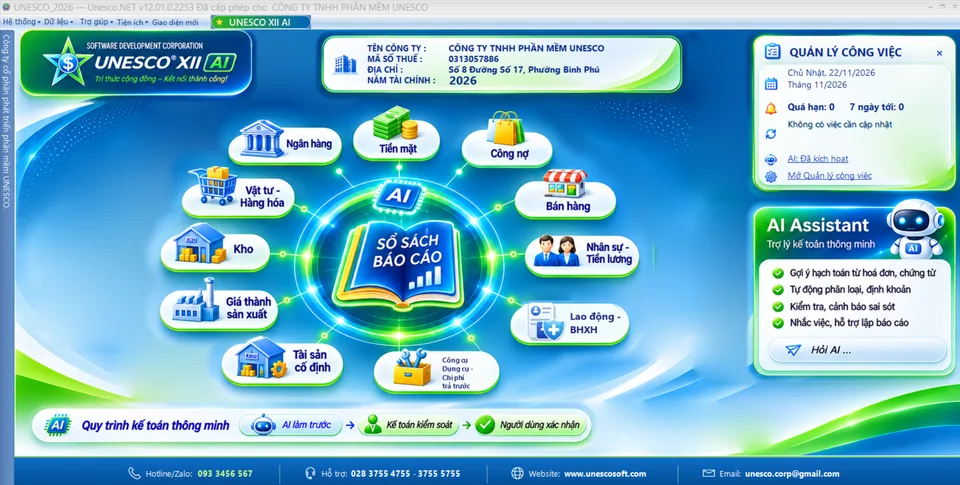 UNESCO_2026 — Unesco.NET v12.01.0.2253 Đã cấp phép cho CÔNG TY TNHH PHẦN MỀM UNESCO
Hệ thống Dữ liệu Trợ giúp Tiện ích Giao diện mới
UNESCO XII AI
Công ty cổ phần phát triển phần mềm UNESCO.
SOFTWARE DEVELOPMENT CORPORATION
UNESCO® XII AI
Tri thức cộng đồng – Kết nối thành công!
TÊN CÔNG TY : CÔNG TY TNHH PHẦN MỀM UNESCO
MÃ SỐ THUẾ : 0313057886
ĐỊA CHỈ : Số 8 Đường Số 17, Phường Bình Phú
NĂM TÀI CHÍNH : 2026
Ngân hàng
Tiền mặt
Công nợ
Vật tư -
Hàng hóa
Bán hàng
Kho
Nhân sự -
Tiền lương
Giá thành
sản xuất
Lao động -
BHXH
Tài sản
cố định
Công cụ
Dụng cụ -
Chi phí
trả trước
AI
SỔ SÁCH
BÁO CÁO
QUẢN LÝ CÔNG VIỆC
Chủ Nhật, 22/11/2026
Tháng 11/2026
Quá hạn: 0 7 ngày tới: 0
Không có việc cần cập nhật
AI: Đã kích hoạt
Mở Quản lý công việc
AI Assistant
Trợ lý kế toán thông minh
AI
Gợi ý hạch toán từ hoá đơn, chứng từ
Tự động phân loại, định khoản
Kiểm tra, cảnh báo sai sót
Nhắc việc, hỗ trợ lập báo cáo
Hỏi AI ...
AI Quy trình kế toán thông minh AI làm trước Kế toán kiểm soát Người dùng xác nhận
Hotline/Zalo: 093 3456 567 Hỗ trợ: 028 3755 4755 - 3755 5755 Website: www.unescosoft.com Email: unesco.corp@gmail.com